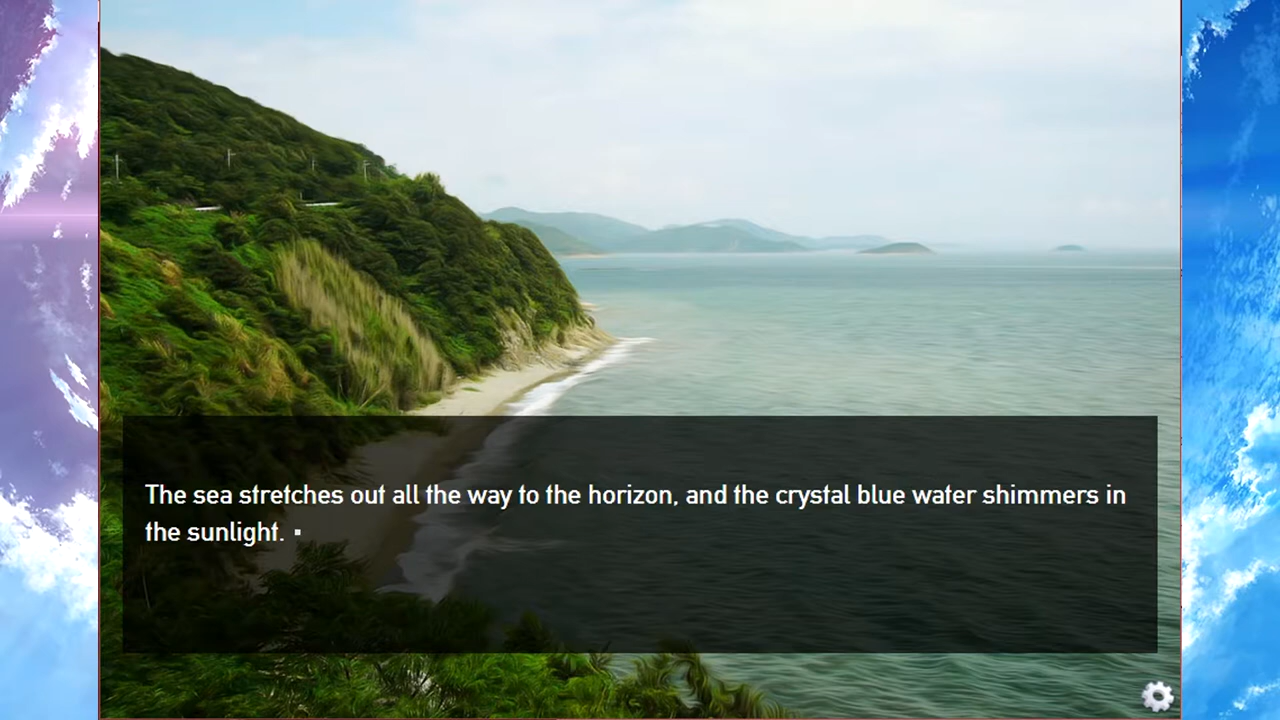 The sea stretches out all the way to the horizon, and the crystal blue water shimmers in
the sunlight.